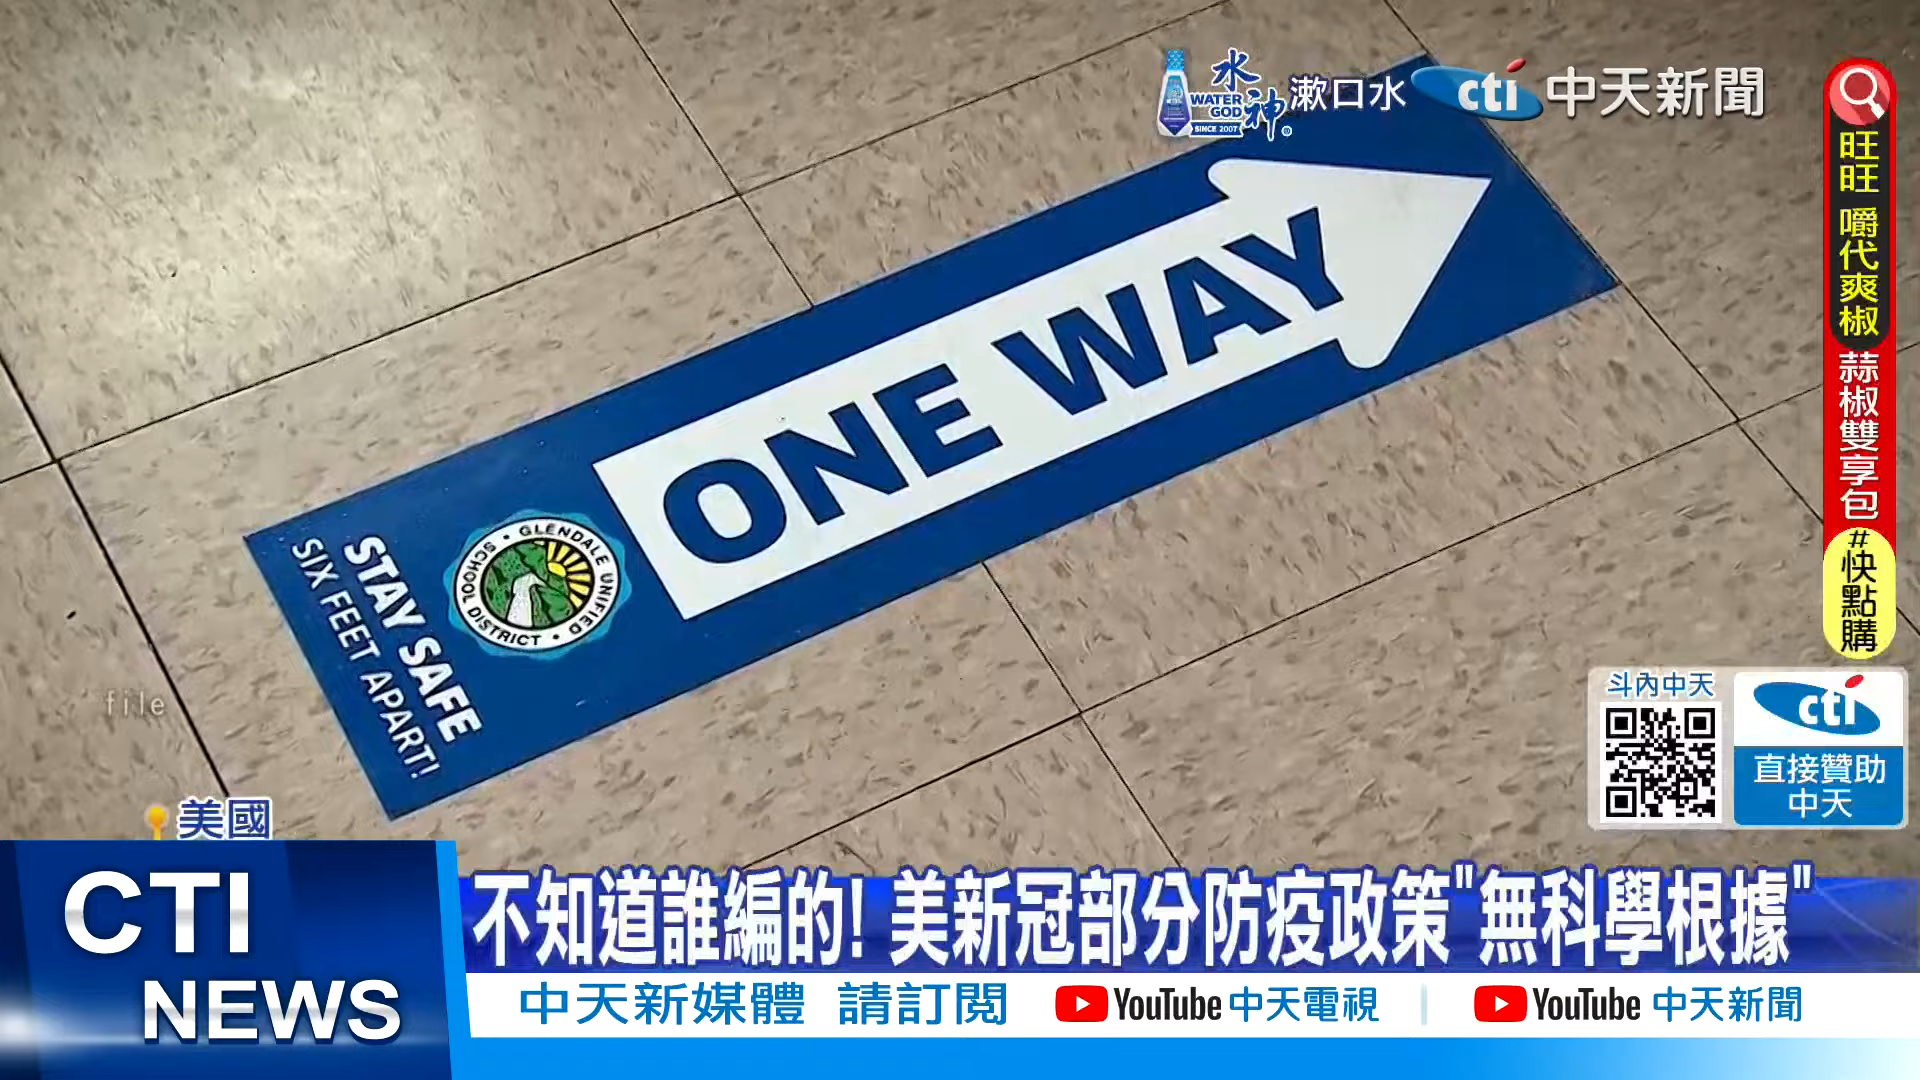 水神
WATER GOD
SINCE 2007
漱口水
cti 中天新聞
旺旺 嚼代爽椒
蒜椒雙享包
#快點購
ONE WAY
GLENDALE UNIFIED
SCHOOL DISTRICT
STAY SAFE
SIX FEET APART!
file
斗內中天
cti
直接贊助
中天
美國
CTI
NEWS
不知道誰編的! 美新冠部分防疫政策"無科學根據"
中天新媒體 請訂閱 YouTube 中天電視 | YouTube 中天新聞